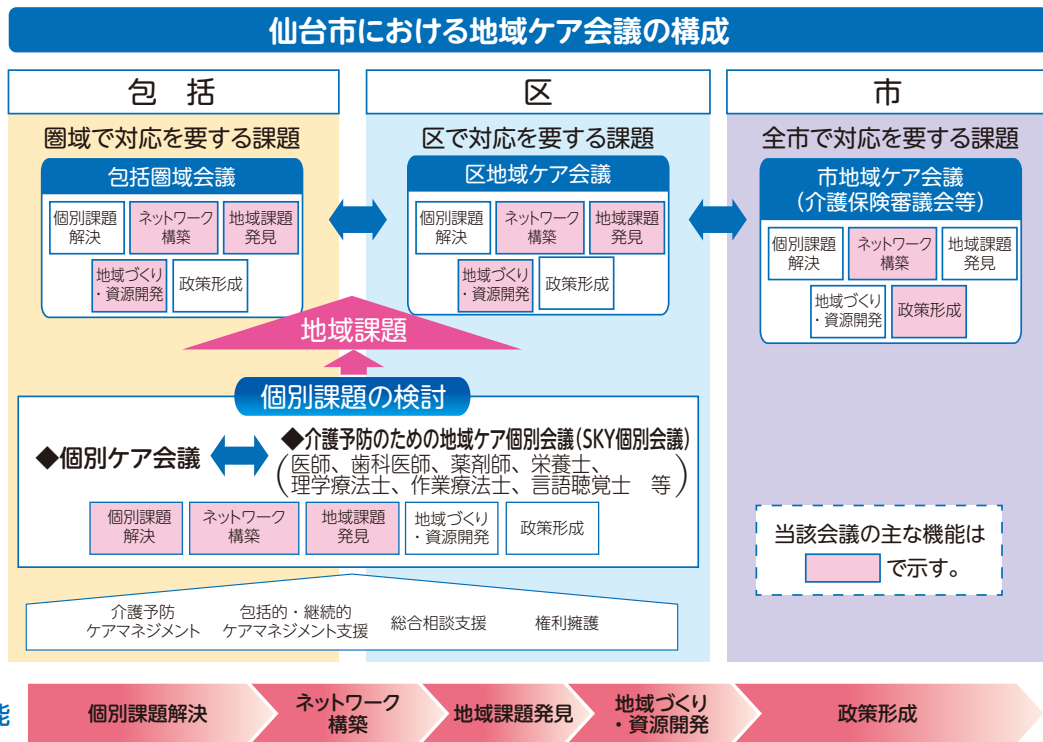 仙台市における地域ケア会議の構成
包 括
区
市
圏域で対応を要する課題
区で対応を要する課題
全市で対応を要する課題
包括圏域会議
個別課題
解決
ネットワーク
構築
地域課題
発見
地域づくり
・資源開発
政策形成
区地域ケア会議
個別課題
解決
ネットワーク
構築
地域課題
発見
地域づくり
・資源開発
政策形成
市地域ケア会議
(介護保険審議会等)
個別課題
解決
ネットワーク
構築
地域課題
発見
地域づくり
・資源開発
政策形成
地域課題
個別課題の検討
◆個別ケア会議
◆介護予防のための地域ケア個別会議(SKY個別会議)
(医師、歯科医師、薬剤師、栄養士、
理学療法士、作業療法士、言語聴覚士 等)
個別課題
解決
ネットワーク
構築
地域課題
発見
地域づくり
・資源開発
政策形成
当該会議の主な機能は
で示す。
介護予防
ケアマネジメント
包括的・継続的
ケアマネジメント支援
総合相談支援
権利擁護
能
個別課題解決
ネットワーク
構築
地域課題発見
地域づくり
・資源開発
政策形成